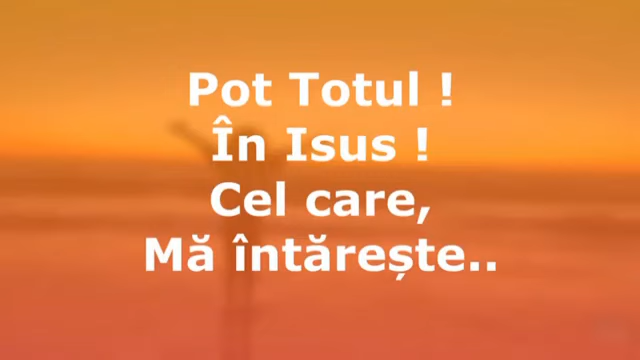 Pot Totul !
În Isus !
Cel care,
Mă întărește..